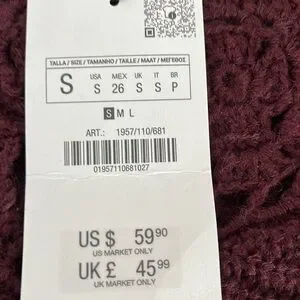 TALLA / SIZE / TAMANHO / TAILLE / MAAT / ΜΕΓΕΘΟΣ
S USA MEX UK IT BR
S 26 S S P
S M L
ART.: 1957/110/681
01957110681027
US $ 59 90
US MARKET ONLY
UK £ 45 99
UK MARKET ONLY